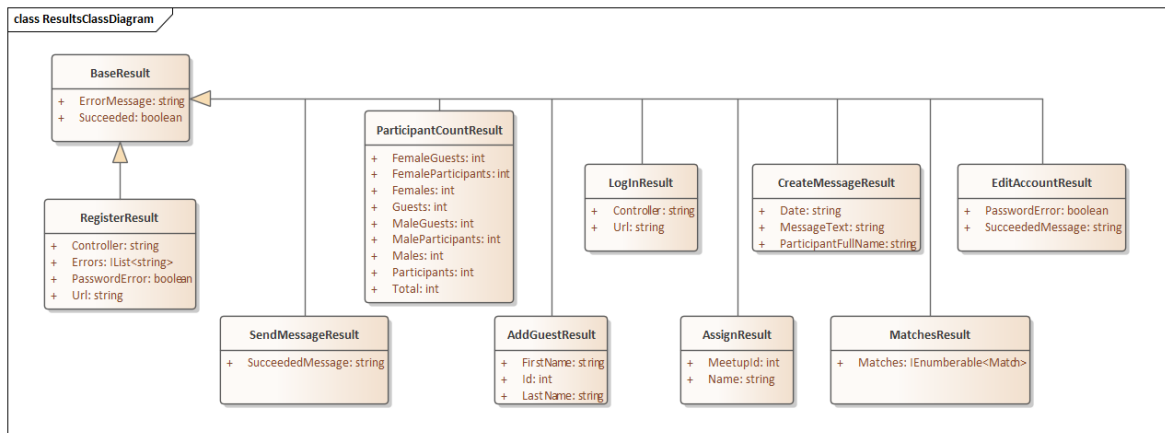 class ResultsClassDiagram
BaseResult
+ ErrorMessage: string
+ Succeeded: boolean
ParticipantCountResult
+ FemaleGuests: int
+ FemaleParticipants: int
+ Females: int
+ Guests: int
+ MaleGuests: int
+ MaleParticipants: int
+ Males: int
+ Participants: int
+ Total: int
LogInResult
+ Controller: string
+ Url: string
CreateMessageResult
+ Date: string
+ MessageText: string
+ ParticipantFullName: string
EditAccountResult
+ PasswordError: boolean
+ SucceededMessage: string
RegisterResult
+ Controller: string
+ Errors: IList<string>
+ PasswordError: boolean
+ Url: string
SendMessageResult
+ SucceededMessage: string
AddGuestResult
+ FirstName: string
+ Id: int
+ LastName: string
AssignResult
+ MeetupId: int
+ Name: string
MatchesResult
+ Matches: IEnumberable<Match>